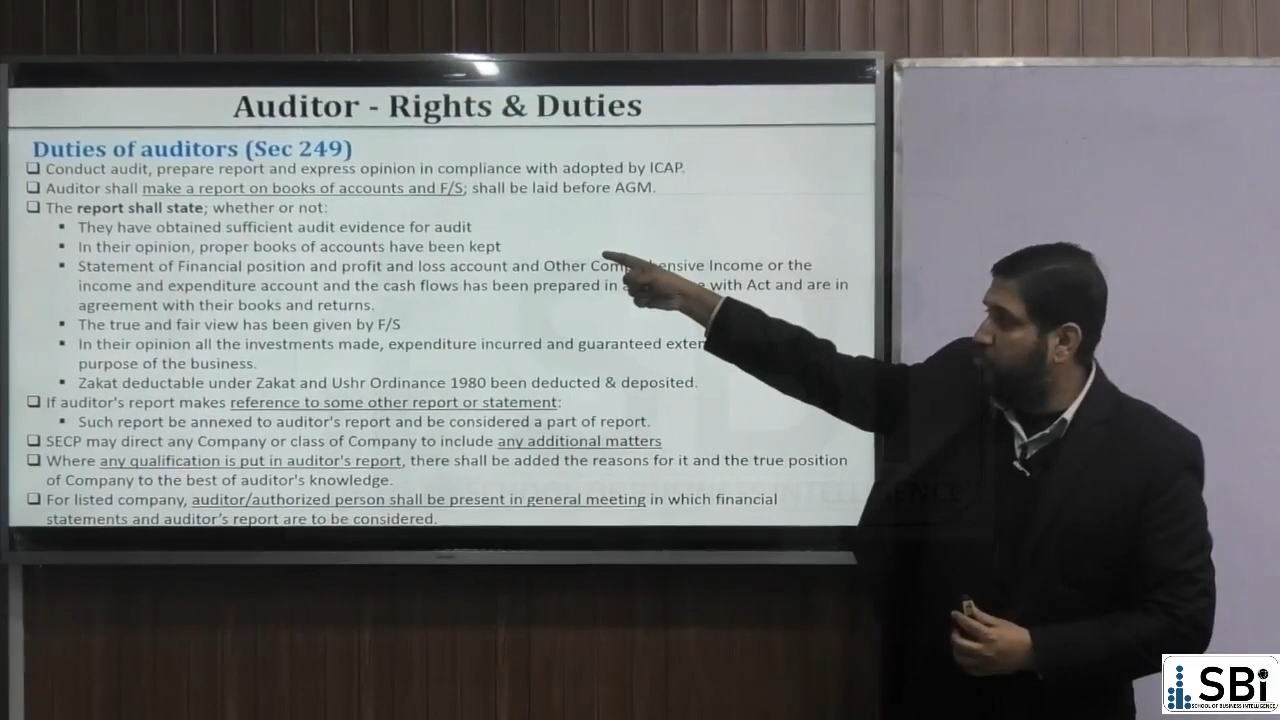 Auditor - Rights & Duties
Duties of auditors (Sec 249)
❑ Conduct audit, prepare report and express opinion in compliance with adopted by ICAP.
❑ Auditor shall make a report on books of accounts and F/S; shall be laid before AGM.
❑ The report shall state; whether or not:
▪ They have obtained sufficient audit evidence for audit
▪ In their opinion, proper books of accounts have been kept
▪ Statement of Financial position and profit and loss account and Other Comprehensive Income or the
income and expenditure account and the cash flows has been prepared in with Act and are in
agreement with their books and returns.
▪ The true and fair view has been given by F/S
▪ In their opinion all the investments made, expenditure incurred and guaranteed
purpose of the business.
▪ Zakat deductable under Zakat and Ushr Ordinance 1980 been deducted & deposited.
❑ If auditor's report makes reference to some other report or statement:
▪ Such report be annexed to auditor's report and be considered a part of report.
❑ SECP may direct any Company or class of Company to include any additional matters
❑ Where any qualification is put in auditor's report, there shall be added the reasons for it and the true position
of Company to the best of auditor's knowledge.
❑ For listed company, auditor/authorized person shall be present in general meeting in which financial
statements and auditor's report are to be considered.
SBi
SCHOOL OF BUSINESS INTELLIGENCE